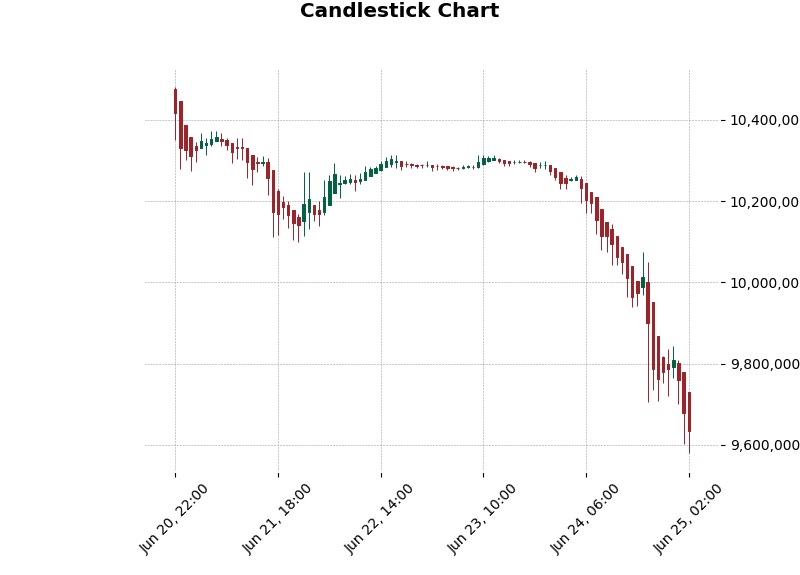 Candlestick Chart
10,400,00
10,200,00
10,000,00
9,800,000
9,600,000
Jun 20, 22:00
Jun 21, 18:00
Jun 22, 14:00
Jun 23, 10:00
Jun 24, 06:00
Jun 25, 02:00